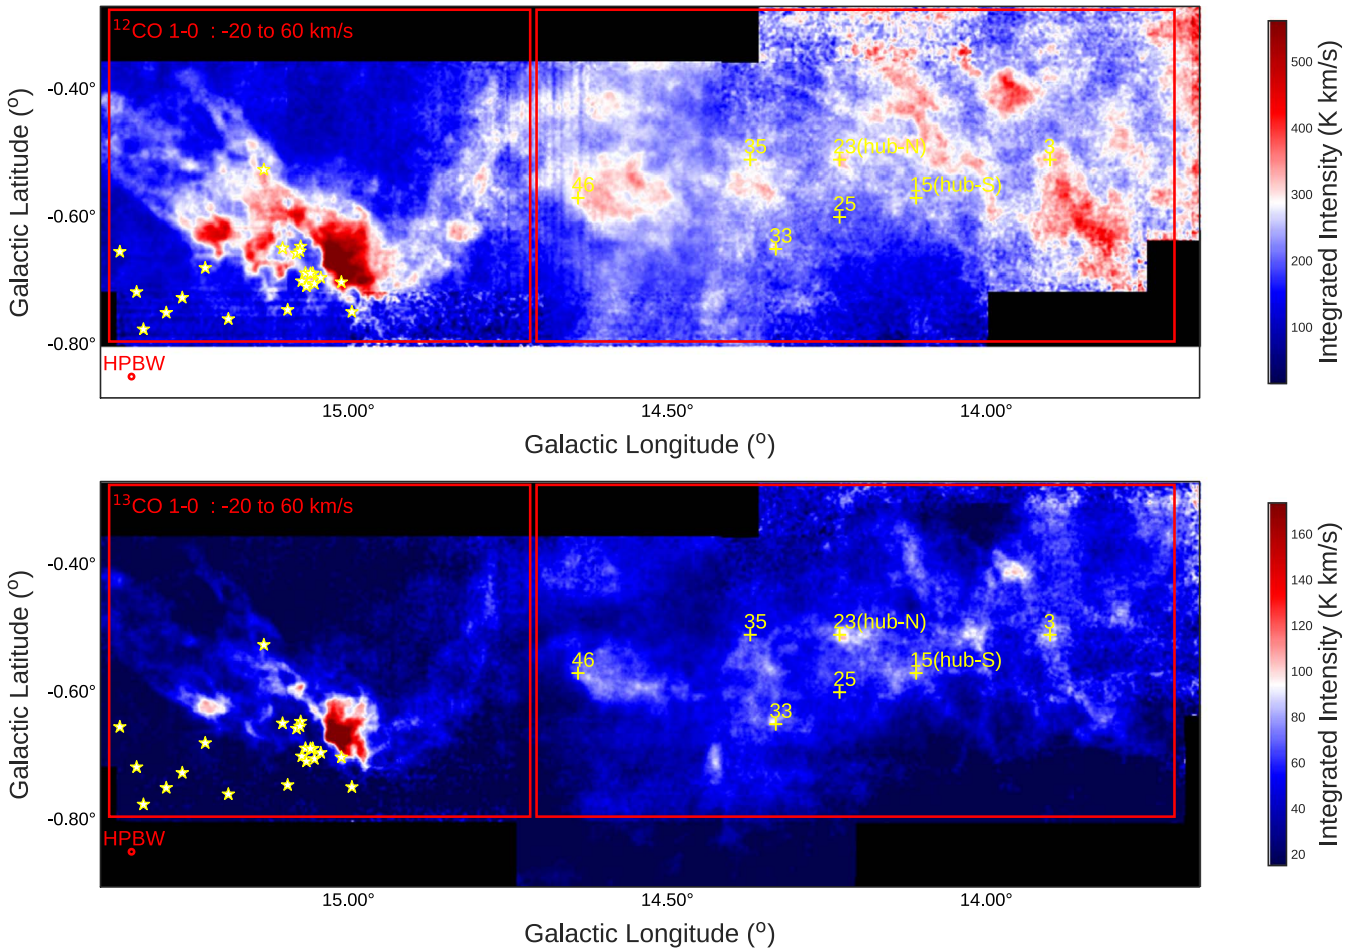 ¹²CO 1-0 : -20 to 60 km/s
-0.40°
-0.60°
-0.80°
Galactic Latitude (°)
35
23(hub-N)
3
46
15(hub-S)
25
33
HPBW
15.00°
14.50°
14.00°
Galactic Longitude (°)
500
400
300
200
100
Integrated Intensity (K km/s)
¹³CO 1-0 : -20 to 60 km/s
-0.40°
-0.60°
-0.80°
Galactic Latitude (°)
35
23(hub-N)
3
46
15(hub-S)
25
33
HPBW
15.00°
14.50°
14.00°
Galactic Longitude (°)
160
140
120
100
80
60
40
20
Integrated Intensity (K km/s)